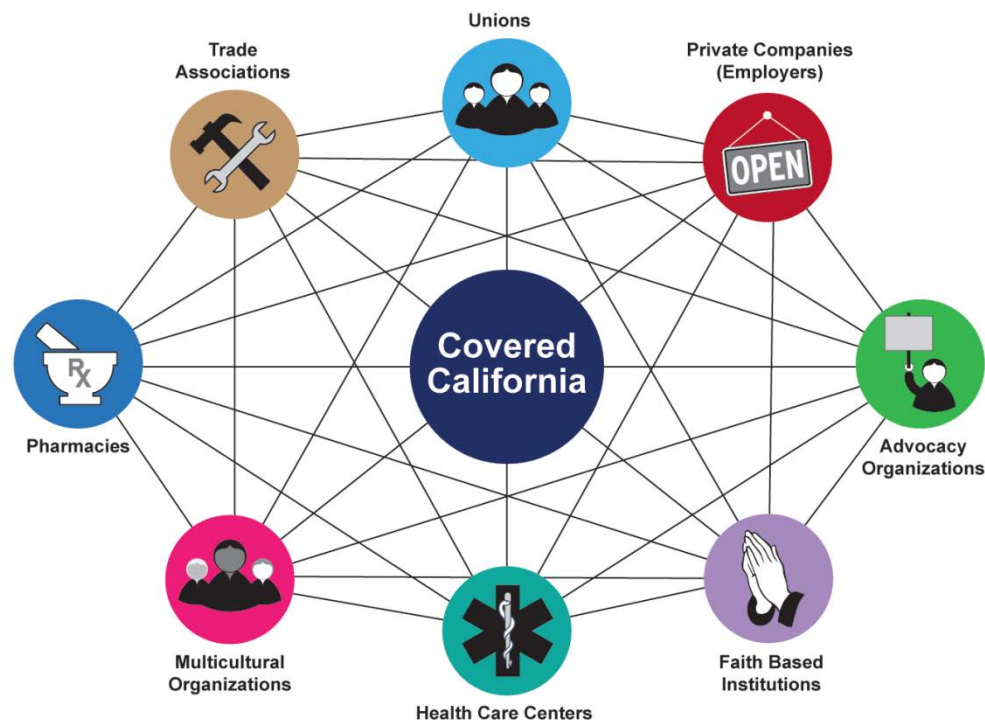 Unions
Trade
Associations
Private Companies
(Employers)
OPEN
Covered
California
RX
Pharmacies
Advocacy
Organizations
Multicultural
Organizations
Faith Based
Institutions
Health Care Centers